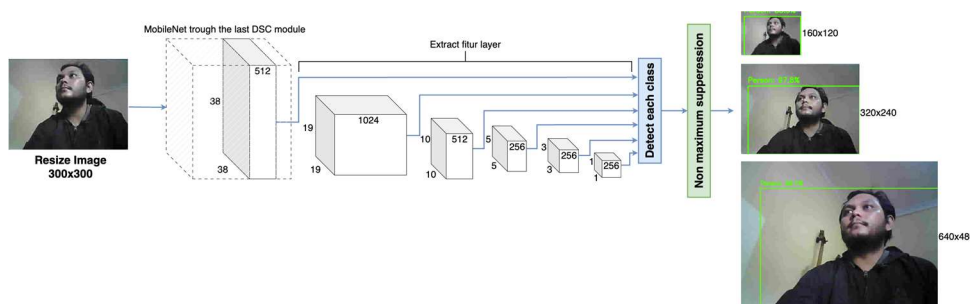 MobileNet trough the last DSC module
Extract fitur layer
512
38
38
1024
19
19
512
10
10
256
5
5
256
3
3
256
1
1
Resize Image
300x300
Detect each class
Non maximum supperession
160x120
Person: 67.8%
320x240
640x48